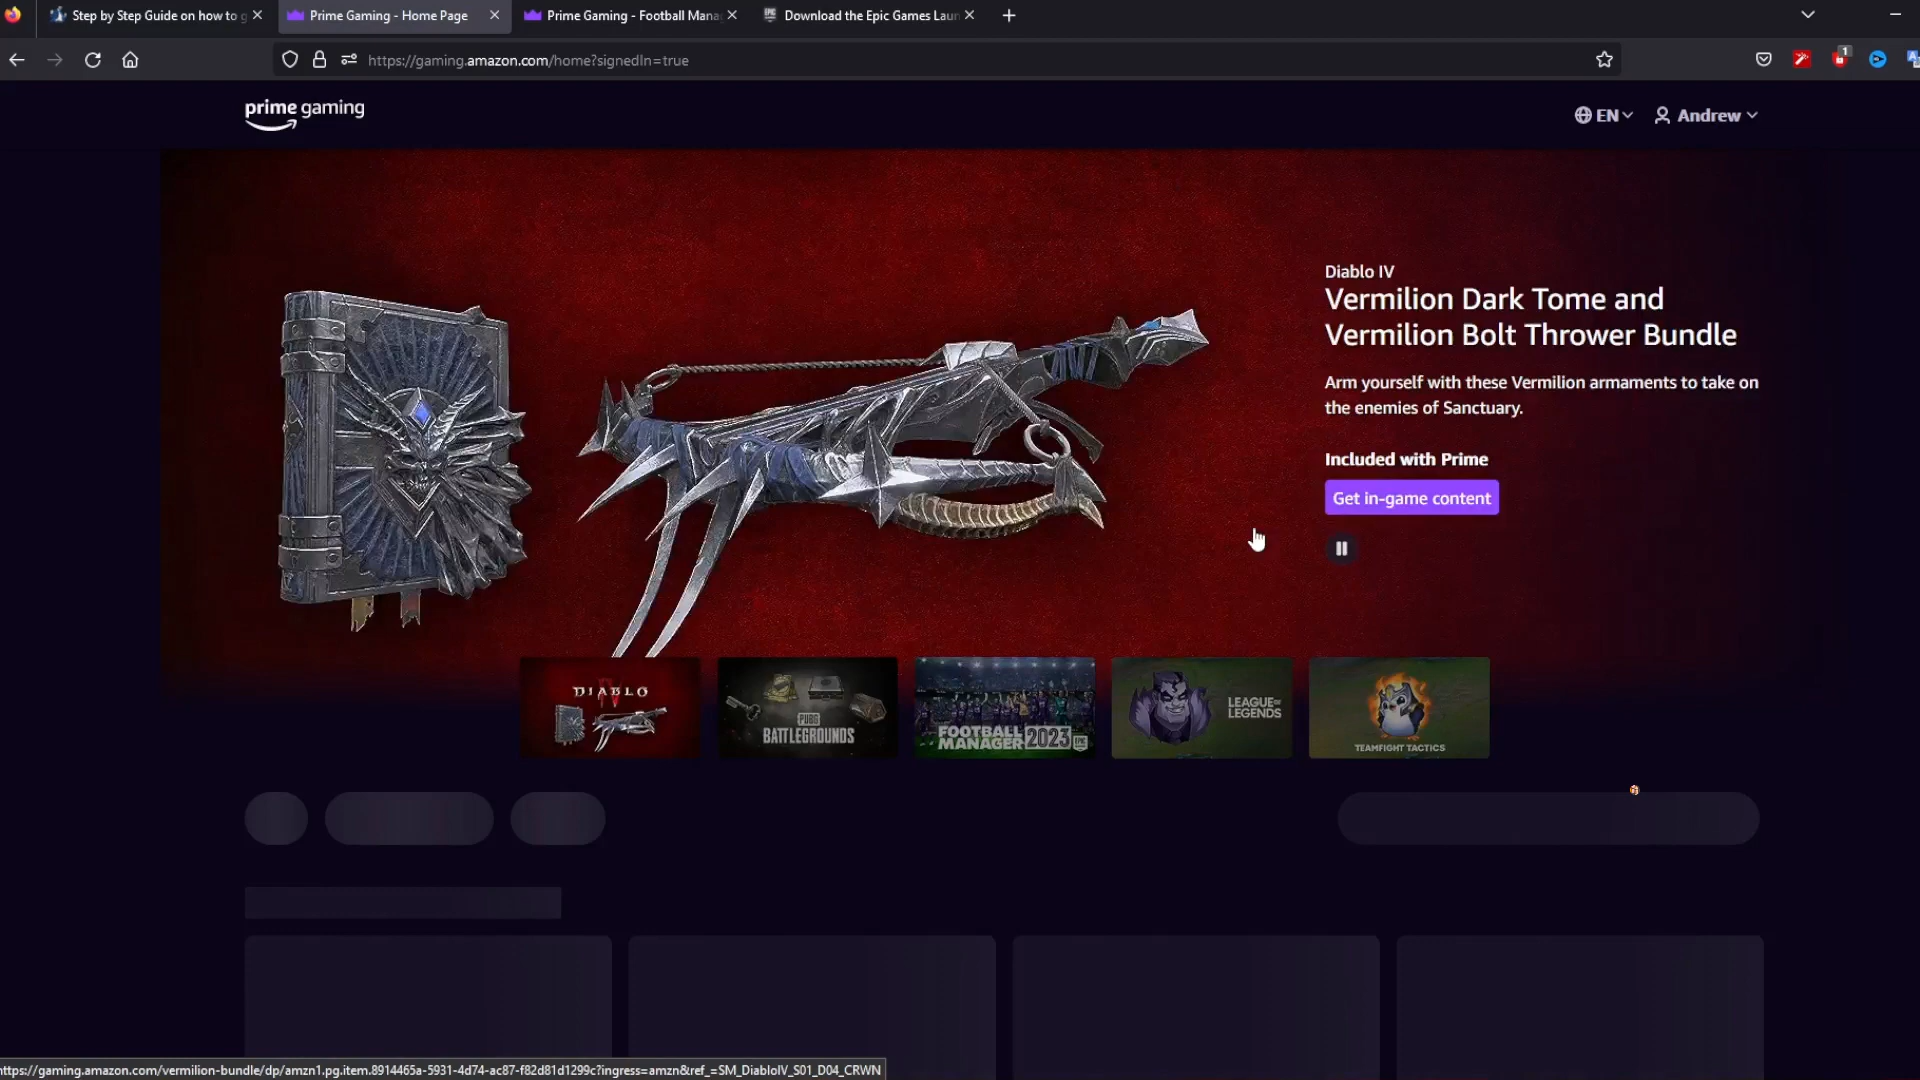 Step by Step Guide on how to g
Prime Gaming - Home Page
Prime Gaming - Football Mana
Download the Epic Games Laun
https://gaming.amazon.com/home?signedIn=true
1
prime gaming
EN
Andrew
Diablo IV
Vermilion Dark Tome and
Vermilion Bolt Thrower Bundle
Arm yourself with these Vermilion armaments to take on
the enemies of Sanctuary.
Included with Prime
Get in-game content
DIABLO
IV
PUBG
BATTLEGROUNDS
FOOTBALL
MANAGER 2023
EPIC
LEAGUE OF
LEGENDS
TEAMFIGHT TACTICS
https://gaming.amazon.com/vermilion-bundle/dp/amzn1.pg.item.8914465a-5931-4d74-ac87-f82d81d1299c?ingress=amzn&ref_=SM_DiabloIV_S01_D04_CRWN